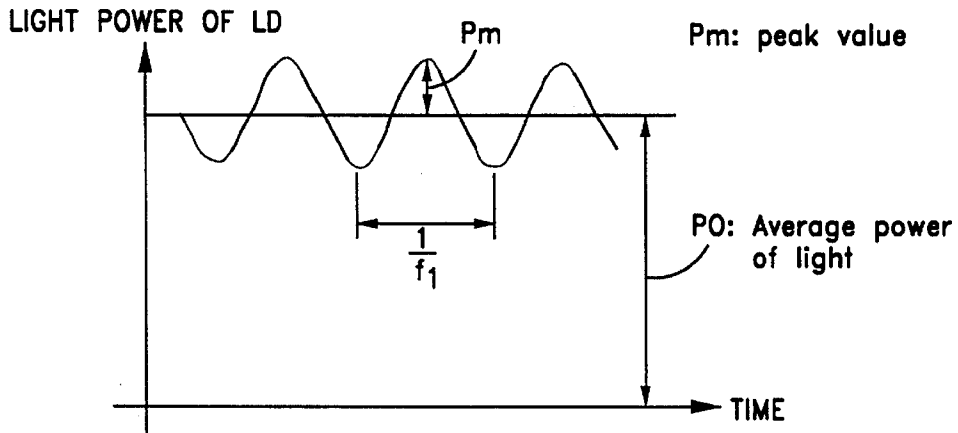 LIGHT POWER OF LD
Pm
Pm: peak value
1
f1
PO: Average power
of light
TIME